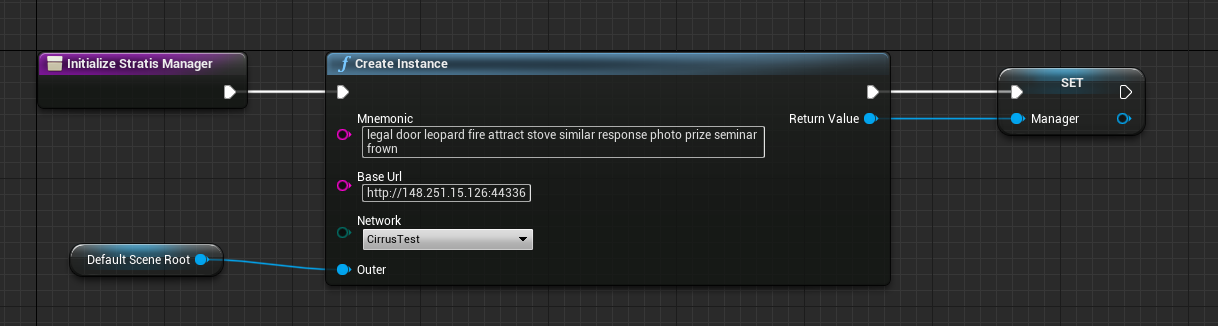 Initialize Stratis Manager
f Create Instance
SET
Mnemonic
legal door leopard fire attract stove similar response photo prize seminar
frown
Return Value
Manager
Base Url
http://148.251.15.126:44336
Network
CirrusTest
Default Scene Root
Outer